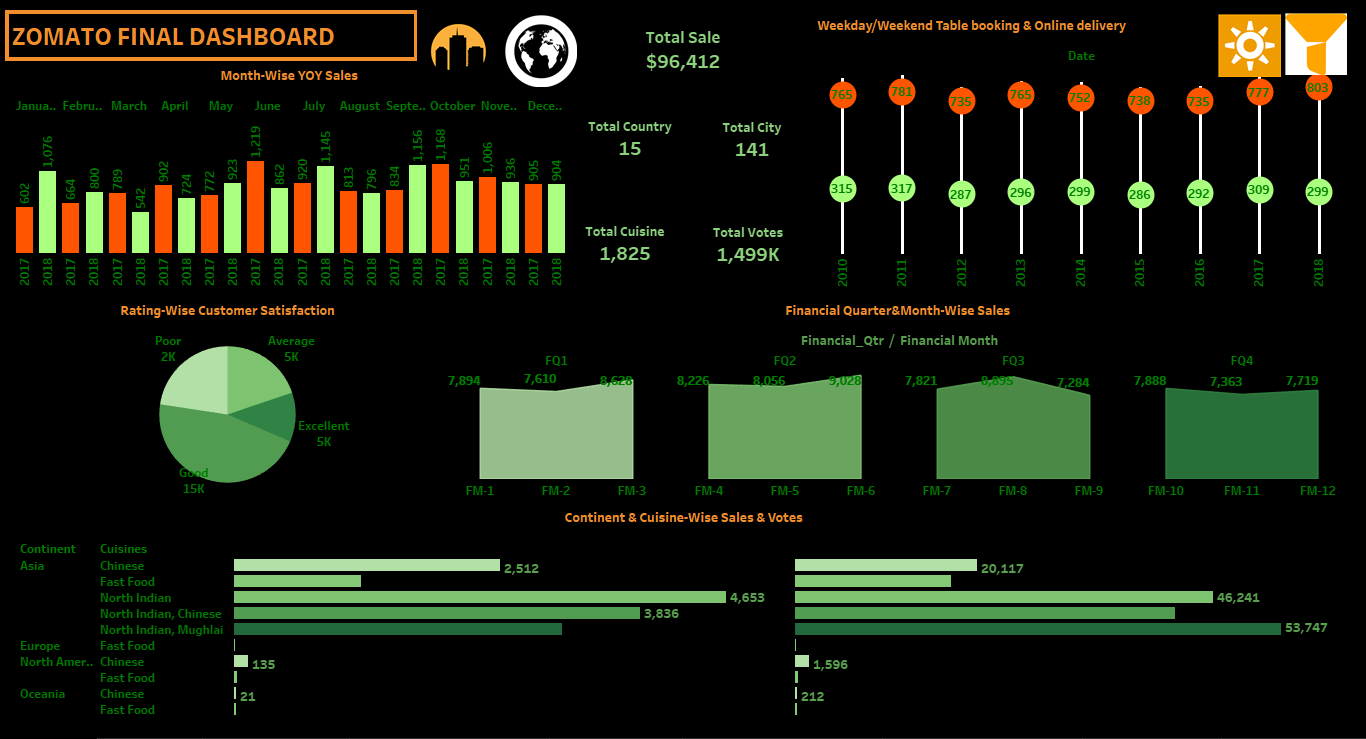 ZOMATO FINAL DASHBOARD
Total Sale
$96,412
Weekday/Weekend Table booking & Online delivery
Date
Month-Wise YOY Sales
Janua.. Febru.. March April May June July August Septe.. October Nove.. Dece..
602 1,076 664 800 789 542 902 724 772 923 1,219 862 920 1,145 813 796 834 1,156 1,168 951 1,006 936 905 904
2017 2018 2017 2018 2017 2018 2017 2018 2017 2018 2017 2018 2017 2018 2017 2018 2017 2018 2017 2018 2017 2018 2017 2018
Total Country
15
Total City
141
Total Cuisine
1,825
Total Votes
1,499K
765 781 735 765 752 738 735 777 803
315 317 287 296 299 286 292 309 299
2010 2011 2012 2013 2014 2015 2016 2017 2018
Rating-Wise Customer Satisfaction
Poor
2K
Average
5K
Excellent
5K
Good
15K
Financial Quarter&Month-Wise Sales
Financial_Qtr / Financial Month
FQ1 FQ2 FQ3 FQ4
7,894 7,610 8,628 8,226 8,056 9,028 7,821 8,695 7,284 7,888 7,363 7,719
FM-1 FM-2 FM-3 FM-4 FM-5 FM-6 FM-7 FM-8 FM-9 FM-10 FM-11 FM-12
Continent & Cuisine-Wise Sales & Votes
Continent Cuisines
Asia Chinese 2,512 20,117
Fast Food
North Indian 4,653 46,241
North Indian, Chinese 3,836
North Indian, Mughlai 53,747
Europe Fast Food
North Amer.. Chinese 135 1,596
Fast Food
Oceania Chinese 21 212
Fast Food